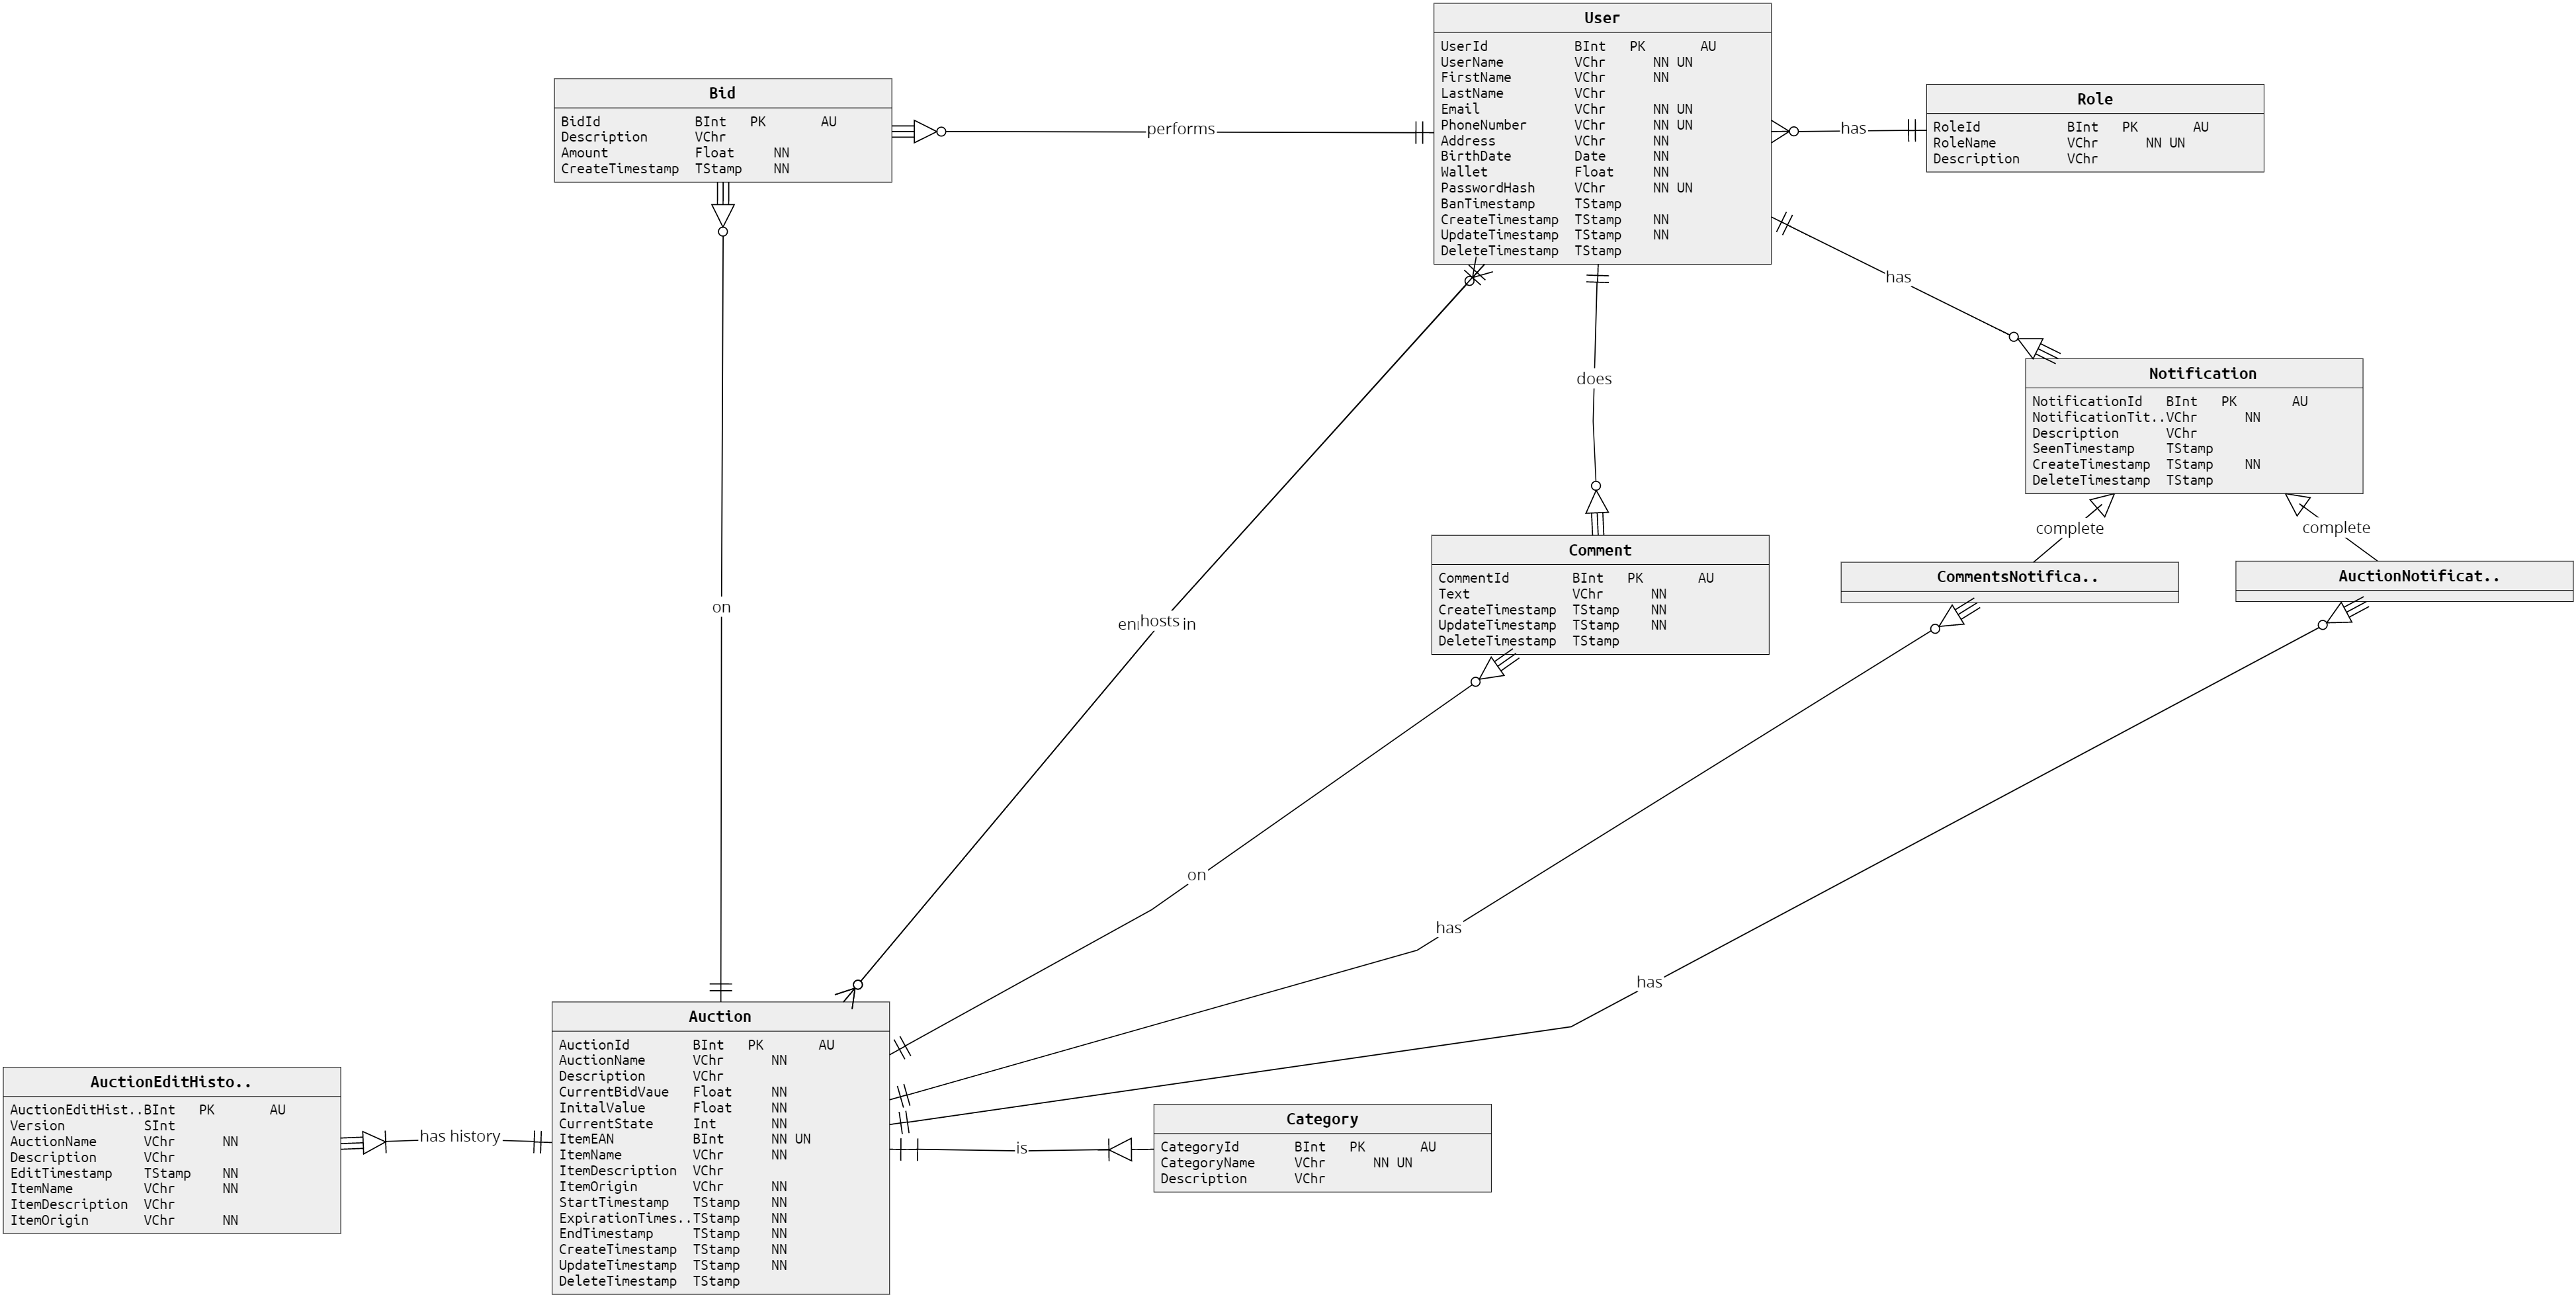 User
UserId BInt PK AU
UserName VChr NN UN
FirstName VChr NN
LastName VChr
Email VChr NN UN
PhoneNumber VChr NN UN
Address VChr NN
BirthDate Date NN
Wallet Float NN
PasswordHash VChr NN UN
BanTimestamp TStamp
CreateTimestamp TStamp NN
UpdateTimestamp TStamp NN
DeleteTimestamp TStamp
Bid
BidId BInt PK AU
Description VChr
Amount Float NN
CreateTimestamp TStamp NN
performs
has
Role
RoleId BInt PK AU
RoleName VChr NN UN
Description VChr
has
does
Notification
NotificationId BInt PK AU
NotificationTit..VChr NN
Description VChr
SeenTimestamp TStamp
CreateTimestamp TStamp NN
DeleteTimestamp TStamp
complete
complete
CommentsNotifica..
AuctionNotificat..
Comment
CommentId BInt PK AU
Text VChr NN
CreateTimestamp TStamp NN
UpdateTimestamp TStamp NN
DeleteTimestamp TStamp
on
hosts in
on
has
has
Auction
AuctionId BInt PK AU
AuctionName VChr NN
Description VChr
CurrentBidVaue Float NN
InitalValue Float NN
CurrentState Int NN
ItemEAN BInt NN UN
ItemName VChr NN
ItemDescription VChr
ItemOrigin VChr NN
StartTimestamp TStamp NN
ExpirationTimes..TStamp NN
EndTimestamp TStamp NN
CreateTimestamp TStamp NN
UpdateTimestamp TStamp NN
DeleteTimestamp TStamp
AuctionEditHisto..
AuctionEditHist..BInt PK AU
Version SInt
AuctionName VChr NN
Description VChr
EditTimestamp TStamp NN
ItemName VChr NN
ItemDescription VChr
ItemOrigin VChr NN
has history
is
Category
CategoryId BInt PK AU
CategoryName VChr NN UN
Description VChr